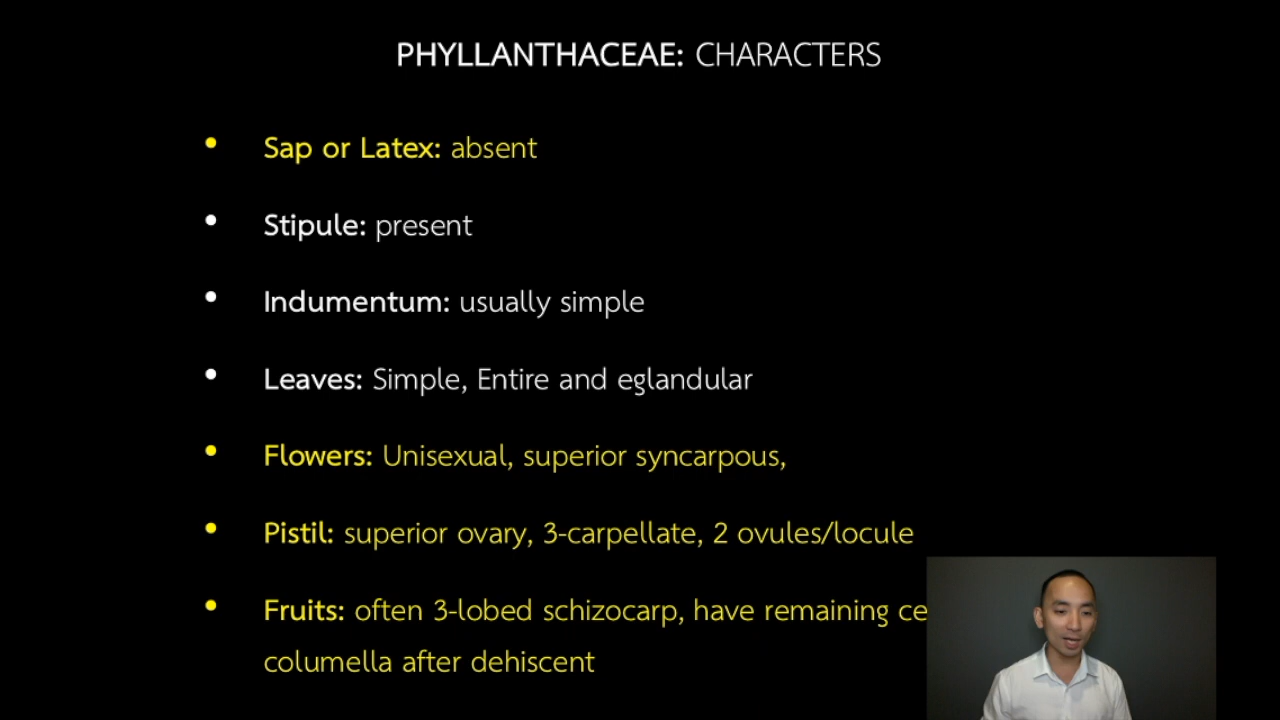 PHYLLANTHACEAE: CHARACTERS
• Sap or Latex: absent
• Stipule: present
• Indumentum: usually simple
• Leaves: Simple, Entire and eglandular
• Flowers: Unisexual, superior syncarpous,
• Pistil: superior ovary, 3-carpellate, 2 ovules/locule
• Fruits: often 3-lobed schizocarp, have remaining
columella after dehiscent